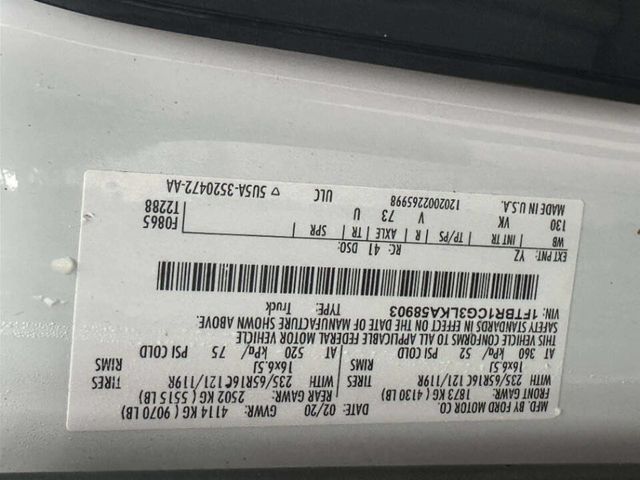 MFD. BY FORD MOTOR CO.
02/20 GVWR: 4114 KG ( 9070 LB)
FRONT GAWR: 1873 KG ( 4130 LB) REAR GAWR: 2502 KG ( 5515 LB)
WITH 235/65R16C 121/119R TIRES WITH 235/65R16C 121/119R TIRES
16x6.5J RIMS 16x6.5J RIMS
AT 360 kPa/ 52 PSI COLD AT 520 kPa/ 75 PSI COLD
THIS VEHICLE CONFORMS TO ALL APPLICABLE FEDERAL MOTOR VEHICLE
SAFETY STANDARDS IN EFFECT ON THE DATE OF MANUFACTURE SHOWN ABOVE.
VIN: 1FTBR1CG3LKA58903 TYPE: Truck
EXT PNT: YZ RC: 41 DSO: F0865
WB INT TR TP/PS R AXLE TR SPR T2288
130 VK V 73 U
MADE IN U.S.A. 120200226598 ULC 5U5A-3520472-AA